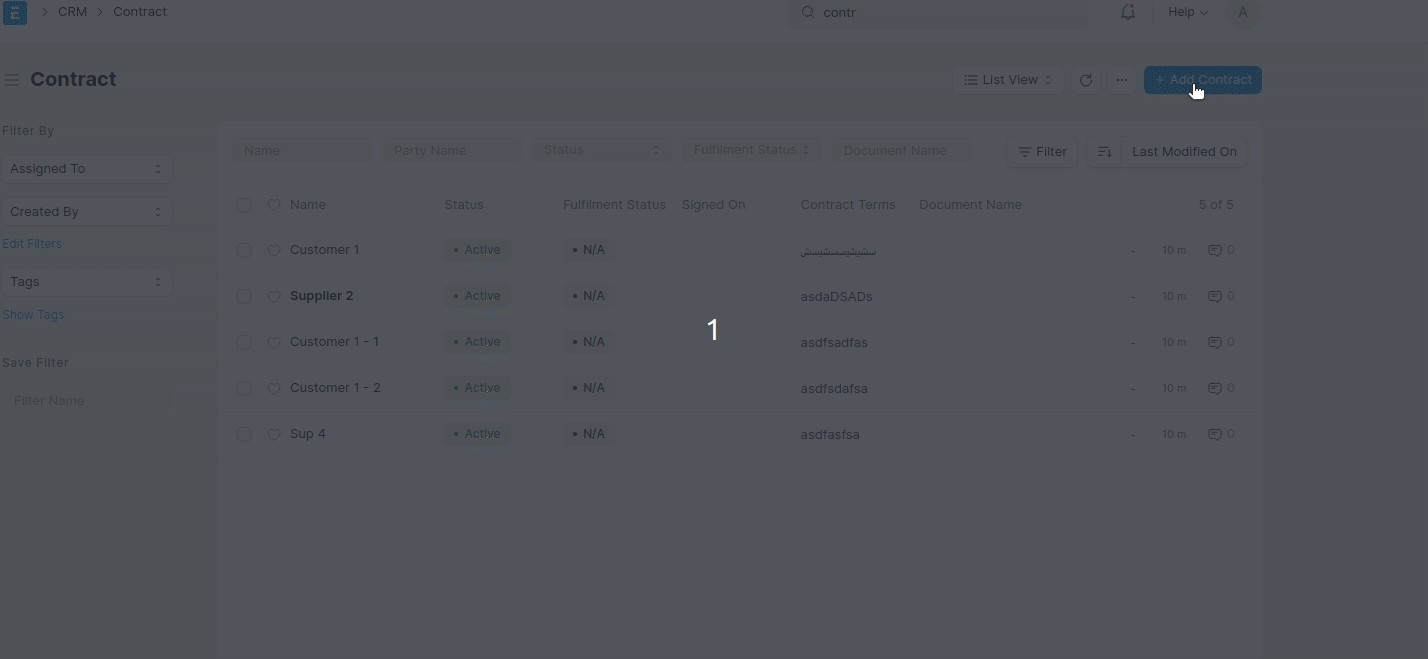 E CRM Contract contr Help A
Contract List View + Add Contract
Filter By
Assigned To
Created By
Edit Filters
Tags
Show Tags
Save Filter
Filter Name
Name Party Name Status Fulfilment Status Document Name Filter Last Modified On
Name Status Fulfilment Status Signed On Contract Terms Document Name 5 of 5
Customer 1 Active N/A - 10 m 0
Supplier 2 Active N/A asdaDSADs - 10 m 0
Customer 1 - 1 Active N/A asdfsadfas - 10 m 0
Customer 1 - 2 Active N/A asdfsdafsa - 10 m 0
Sup 4 Active N/A asdfasfsa - 10 m 0
1